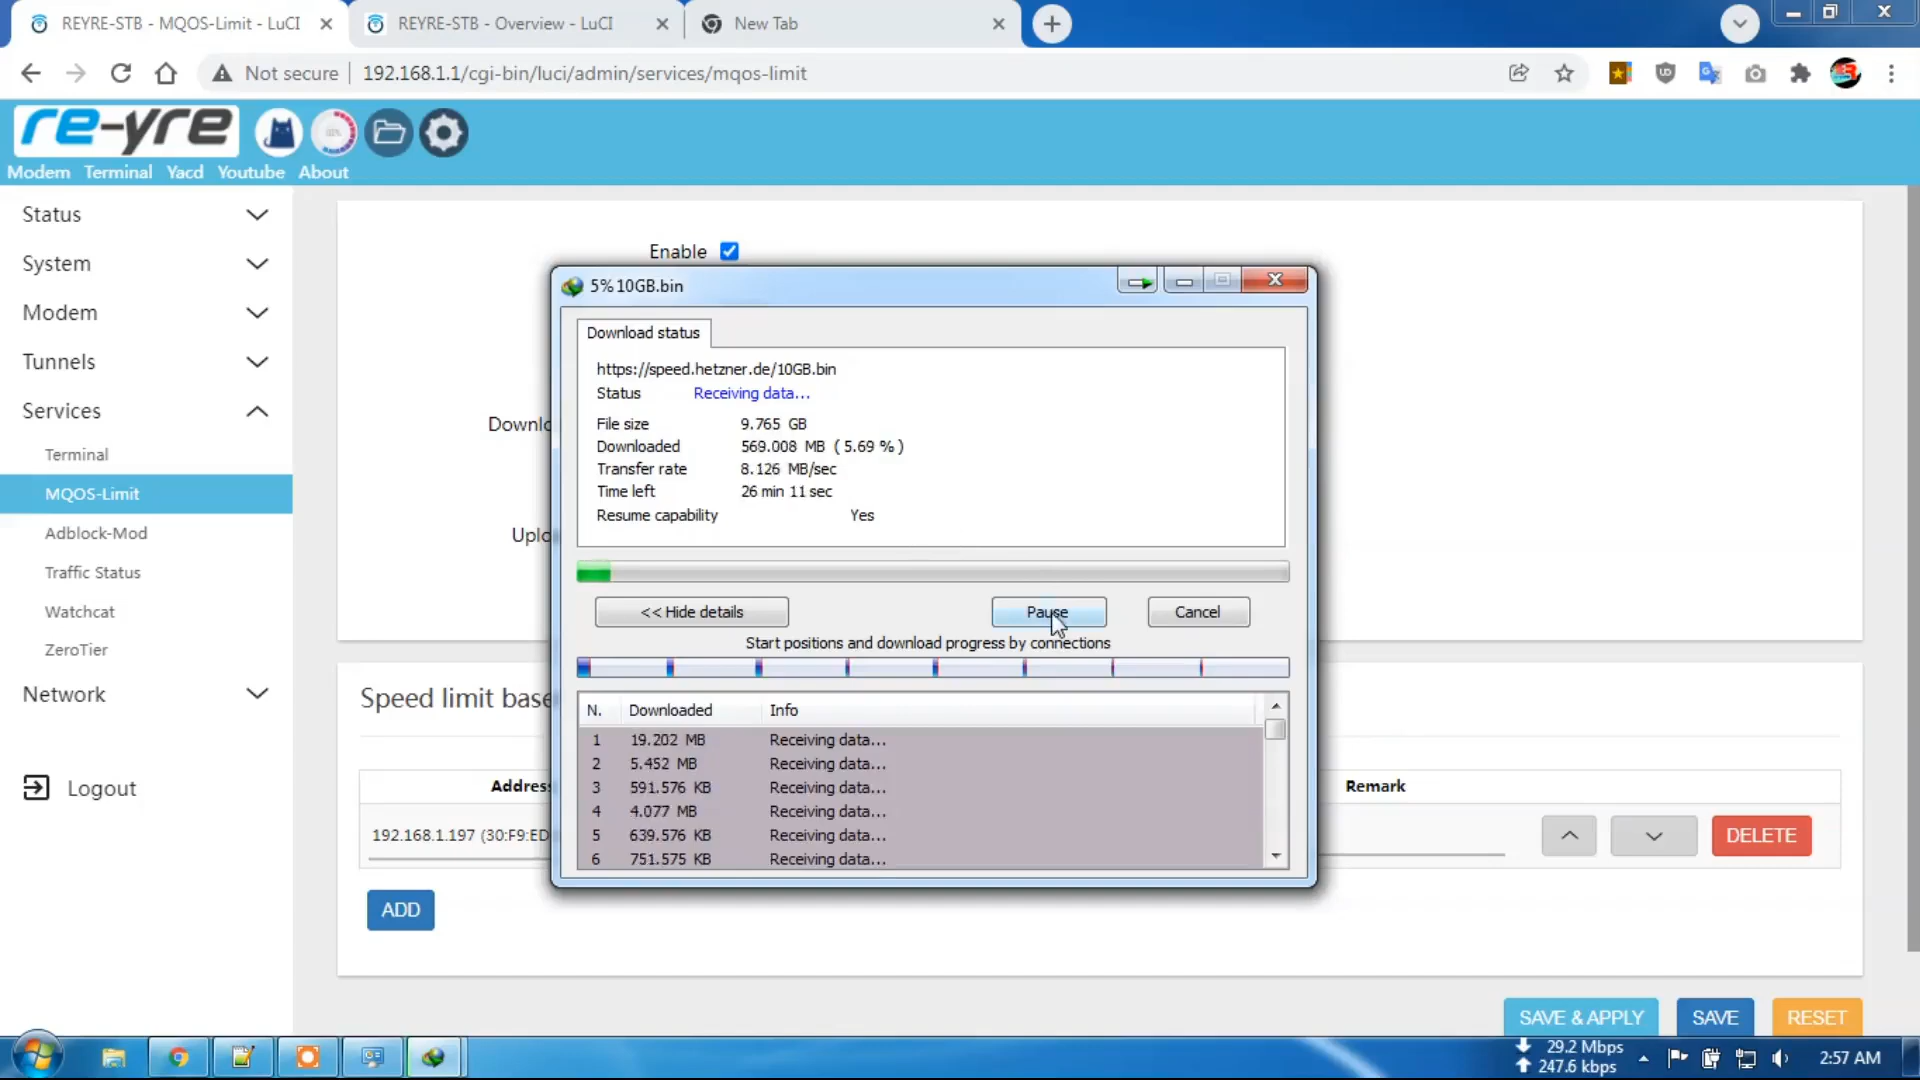 REYRE-STB - MQOS-Limit - LuCI
REYRE-STB - Overview - LuCI
New Tab
Not secure
192.168.1.1/cgi-bin/luci/admin/services/mqos-limit
re-yre
Modem Terminal Yacd Youtube About
Status
System
Modem
Tunnels
Services
Terminal
MQOS-Limit
Adblock-Mod
Traffic Status
Watchcat
ZeroTier
Network
Logout
Enable
Downlo
Uplo
5% 10GB.bin
Download status
https://speed.hetzner.de/10GB.bin
Status Receiving data...
File size 9.765 GB
Downloaded 569.008 MB ( 5.69 % )
Transfer rate 8.126 MB/sec
Time left 26 min 11 sec
Resume capability Yes
<< Hide details Pause Cancel
Start positions and download progress by connections
N. Downloaded Info
1 19.202 MB Receiving data...
2 5.452 MB Receiving data...
3 591.576 KB Receiving data...
4 4.077 MB Receiving data...
5 639.576 KB Receiving data...
6 751.575 KB Receiving data...
Speed limit base
Address Remark
192.168.1.197 (30:F9:ED
DELETE
ADD
SAVE & APPLY SAVE RESET
29.2 Mbps
247.6 kbps
2:57 AM